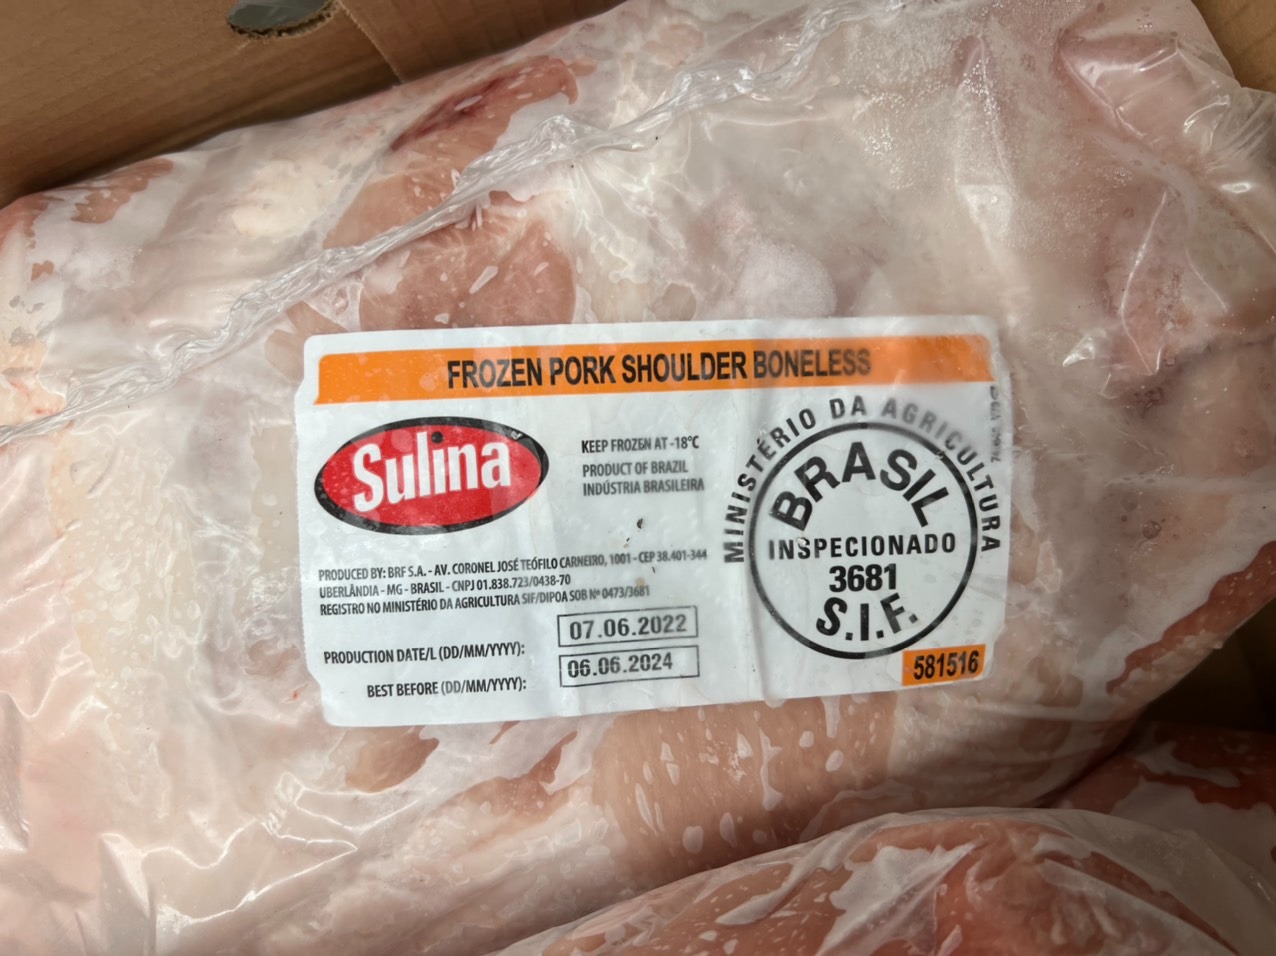 FROZEN PORK SHOULDER BONELESS
Sulina
KEEP FROZEN AT -18°C
PRODUCT OF BRAZIL
INDÚSTRIA BRASILEIRA
MINISTÉRIO DA AGRICULTURA
BRASIL
INSPECIONADO
3681
S.I.F.
PRODUCED BY: BRF S.A. - AV. CORONEL JOSÉ TEÓFILO CARNEIRO, 1001 - CEP 38.401-344
UBERLÂNDIA - MG - BRASIL - CNPJ 01.838.723/0438-70
REGISTRO NO MINISTÉRIO DA AGRICULTURA SIF/DIPOA SOB Nº 0473/3681
PRODUCTION DATE/L (DD/MM/YYYY): 07.06.2022
BEST BEFORE (DD/MM/YYYY): 06.06.2024
581516